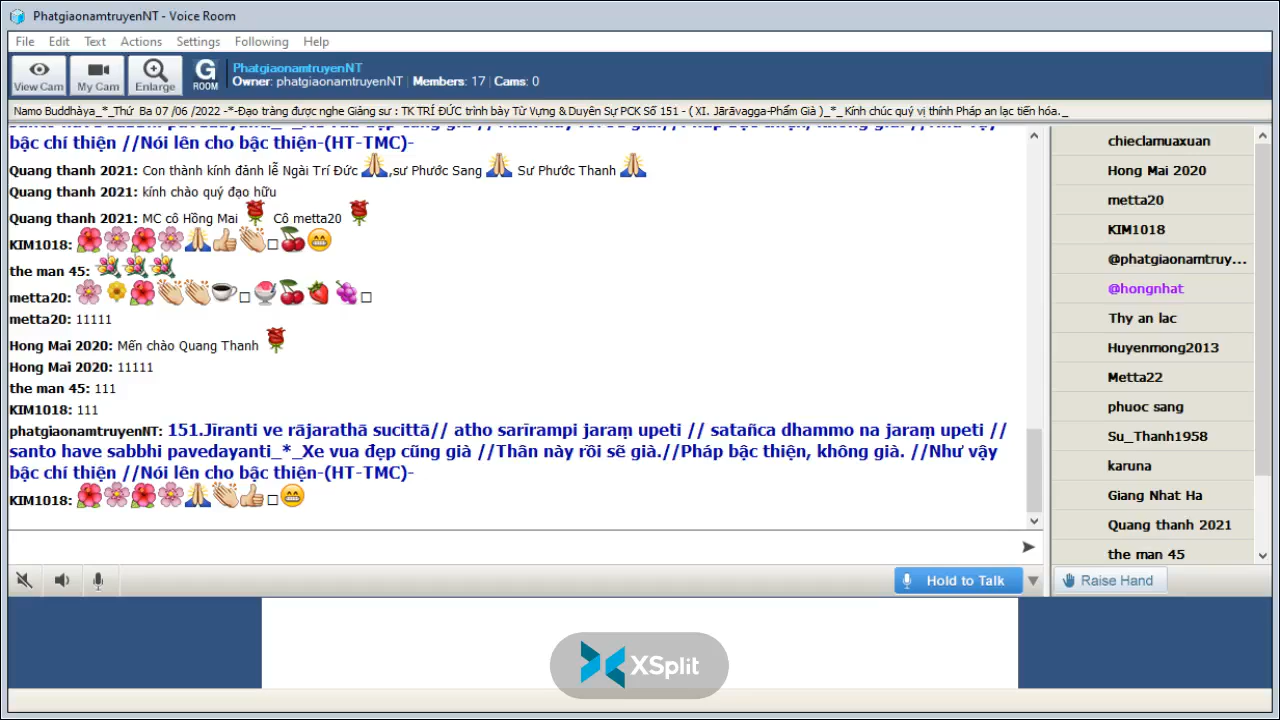 PhatgiaonamtruyenNT - Voice Room
File Edit Text Actions Settings Following Help
View Cam
My Cam
Enlarge
G
ROOM
PhatgiaonamtruyenNT
Owner: phatgiaonamtruyenNT | Members: 17 | Cams: 0
Namo Buddhàya_*_Thứ Ba 07 /06 /2022 -*-Đạo tràng được nghe Giảng sư : TK TRÍ ĐỨC trình bày Từ Vựng & Duyên Sự PCK Số 151 - ( XI. Jārāvagga-Phẩm Già )_*_ Kính chúc quý vị thính Pháp an lạc tiến hóa._
bậc chí thiện //Nói lên cho bậc thiện-(HT-TMC)-
Quang thanh 2021: Con thành kính đảnh lễ Ngài Trí Đức 🙏,sư Phước Sang 🙏 Sư Phước Thanh 🙏
Quang thanh 2021: kính chào quý đạo hữu
Quang thanh 2021: MC cô Hồng Mai 🌹 Cô metta20 🌹
KIM1018: 🌺🌸🌺🌸🙏👍👏□🍒😁
the man 45: 💐💐💐
metta20: 🌸🌼🌺👏👏☕□🍨🍒🍓🍇□
metta20: 11111
Hong Mai 2020: Mến chào Quang Thanh 🌹
Hong Mai 2020: 11111
the man 45: 111
KIM1018: 111
phatgiaonamtruyenNT: 151.Jīranti ve rājarathā sucittā// atho sarīrampi jaraṃ upeti // satañca dhammo na jaraṃ upeti //
santo have sabbhi pavedayanti_*_Xe vua đẹp cũng già //Thân này rồi sẽ già.//Pháp bậc thiện, không già. //Như vậy
bậc chí thiện //Nói lên cho bậc thiện-(HT-TMC)-
KIM1018: 🌺🌸🌺🌸🙏👏👍□😁
Hold to Talk
chieclamuaxuan
Hong Mai 2020
metta20
KIM1018
@phatgiaonamtruy...
@hongnhat
Thy an lac
Huyenmong2013
Metta22
phuoc sang
Su_Thanh1958
karuna
Giang Nhat Ha
Quang thanh 2021
the man 45
Raise Hand
XSplit